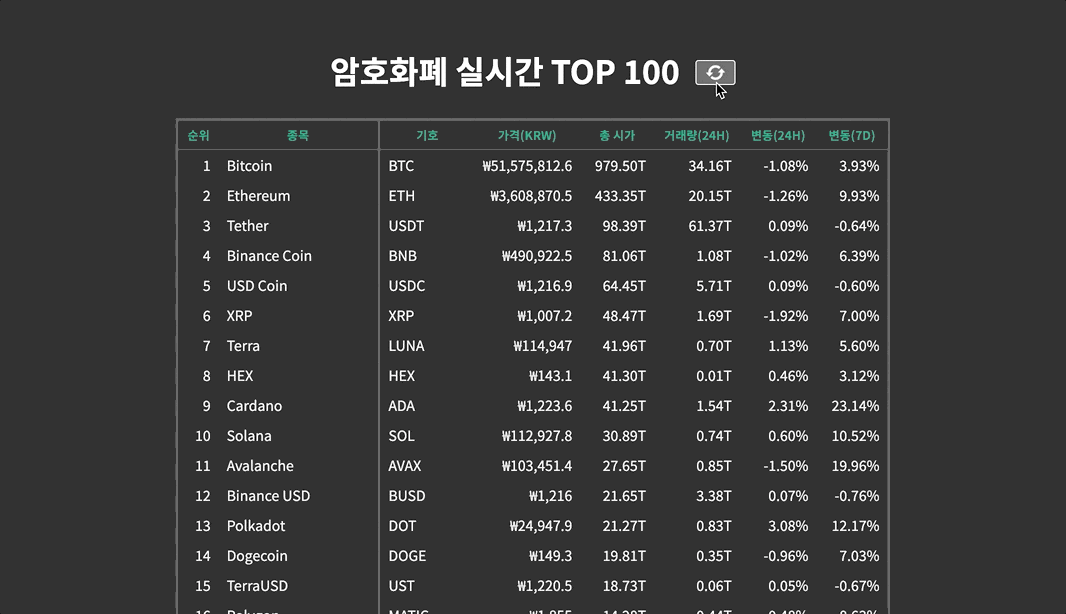 암호화폐 실시간 TOP 100
순위 종목 기호 가격(KRW) 총 시가 거래량(24H) 변동(24H) 변동(7D)
1 Bitcoin BTC ₩51,575,812.6 979.50T 34.16T -1.08% 3.93%
2 Ethereum ETH ₩3,608,870.5 433.35T 20.15T -1.26% 9.93%
3 Tether USDT ₩1,217.3 98.39T 61.37T 0.09% -0.64%
4 Binance Coin BNB ₩490,922.5 81.06T 1.08T -1.02% 6.39%
5 USD Coin USDC ₩1,216.9 64.45T 5.71T 0.09% -0.60%
6 XRP XRP ₩1,007.2 48.47T 1.69T -1.92% 7.00%
7 Terra LUNA ₩114,947 41.96T 0.70T 1.13% 5.60%
8 HEX HEX ₩143.1 41.30T 0.01T 0.46% 3.12%
9 Cardano ADA ₩1,223.6 41.25T 1.54T 2.31% 23.14%
10 Solana SOL ₩112,927.8 30.89T 0.74T 0.60% 10.52%
11 Avalanche AVAX ₩103,451.4 27.65T 0.85T -1.50% 19.96%
12 Binance USD BUSD ₩1,216 21.65T 3.38T 0.07% -0.76%
13 Polkadot DOT ₩24,947.9 21.27T 0.83T 3.08% 12.17%
14 Dogecoin DOGE ₩149.3 19.81T 0.35T -0.96% 7.03%
15 TerraUSD UST ₩1,220.5 18.73T 0.06T 0.05% -0.67%
16 Polygon MATIC